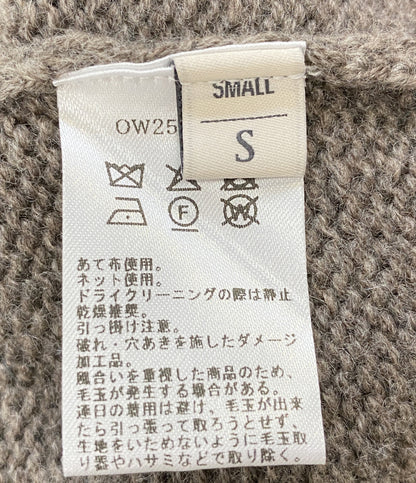 SMALL
S
OW25
F
W
あて布使用。
ネット使用。
ドライクリーニングの際は静止
乾燥推奨。
引っ掛け注意。
破れ・穴あきを施したダメージ
加工品。
風合いを重視した商品のため、
毛玉が発生する場合がある。
連日の着用は避け、毛玉が出来
たら引っ張って取ろうとせず、
生地をいためないように毛玉取
り器やハサミなどで取り除く。